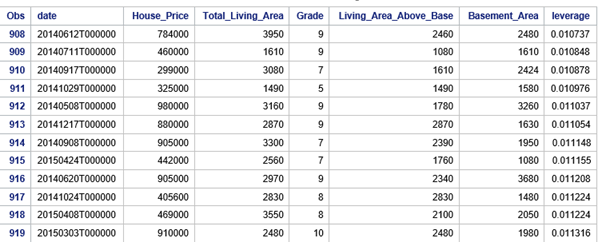 Obs date House_Price Total_Living_Area Grade Living_Area_Above_Base Basement_Area leverage
908 20140612T000000 784000 3950 9 2460 2480 0.010737
909 20140711T000000 460000 1610 9 1080 1610 0.010848
910 20140917T000000 299000 3080 7 1610 2424 0.010878
911 20141029T000000 325000 1490 5 1490 1580 0.010976
912 20140508T000000 980000 3160 9 1780 3260 0.011037
913 20141217T000000 880000 2870 9 2870 1630 0.011054
914 20140908T000000 905000 3300 7 2390 1950 0.011148
915 20150424T000000 442000 2560 7 1760 1080 0.011155
916 20140620T000000 905000 2970 9 2340 3680 0.011208
917 20141024T000000 405600 2830 8 2830 1480 0.011224
918 20150408T000000 469000 3550 8 2100 2050 0.011224
919 20150303T000000 910000 2480 10 2480 1980 0.011316